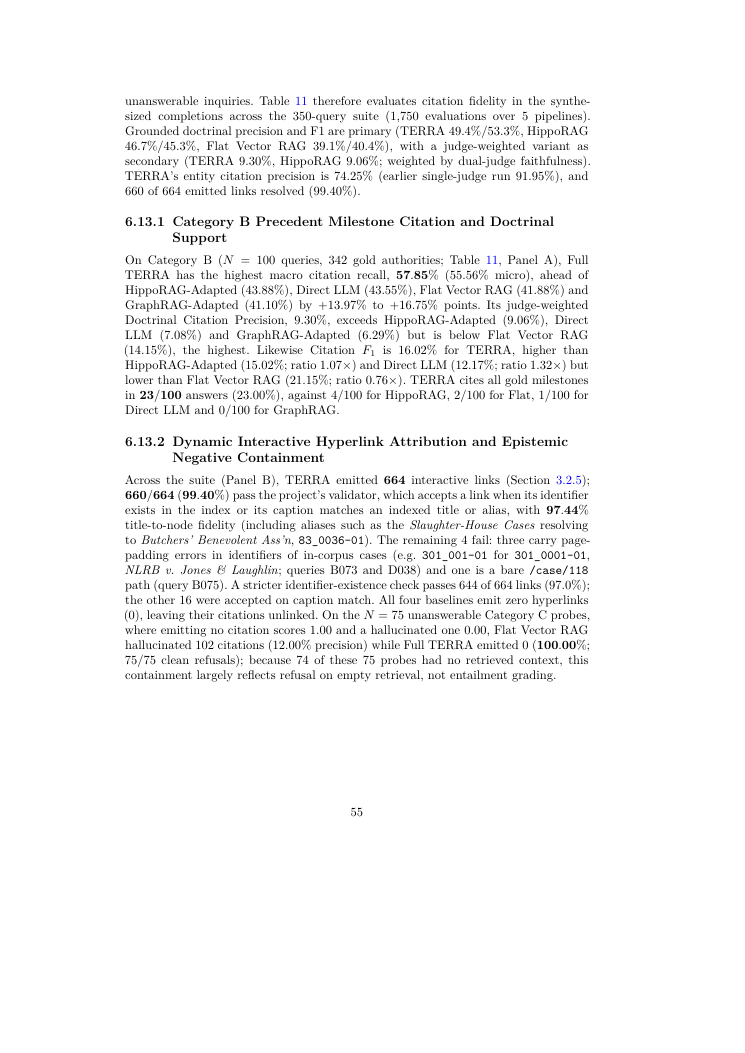 unanswerable inquiries. Table 11 therefore evaluates citation fidelity in the synthe-
sized completions across the 350-query suite (1,750 evaluations over 5 pipelines).
Grounded doctrinal precision and F1 are primary (TERRA 49.4%/53.3%, HippoRAG
46.7%/45.3%, Flat Vector RAG 39.1%/40.4%), with a judge-weighted variant as
secondary (TERRA 9.30%, HippoRAG 9.06%; weighted by dual-judge faithfulness).
TERRA's entity citation precision is 74.25% (earlier single-judge run 91.95%), and
660 of 664 emitted links resolved (99.40%).
6.13.1 Category B Precedent Milestone Citation and Doctrinal
Support
On Category B (N = 100 queries, 342 gold authorities; Table 11, Panel A), Full
TERRA has the highest macro citation recall, 57.85% (55.56% micro), ahead of
HippoRAG-Adapted (43.88%), Direct LLM (43.55%), Flat Vector RAG (41.88%) and
GraphRAG-Adapted (41.10%) by +13.97% to +16.75% points. Its judge-weighted
Doctrinal Citation Precision, 9.30%, exceeds HippoRAG-Adapted (9.06%), Direct
LLM (7.08%) and GraphRAG-Adapted (6.29%) but is below Flat Vector RAG
(14.15%), the highest. Likewise Citation F1 is 16.02% for TERRA, higher than
HippoRAG-Adapted (15.02%; ratio 1.07×) and Direct LLM (12.17%; ratio 1.32×) but
lower than Flat Vector RAG (21.15%; ratio 0.76×). TERRA cites all gold milestones
in 23/100 answers (23.00%), against 4/100 for HippoRAG, 2/100 for Flat, 1/100 for
Direct LLM and 0/100 for GraphRAG.
6.13.2 Dynamic Interactive Hyperlink Attribution and Epistemic
Negative Containment
Across the suite (Panel B), TERRA emitted 664 interactive links (Section 3.2.5);
660/664 (99.40%) pass the project's validator, which accepts a link when its identifier
exists in the index or its caption matches an indexed title or alias, with 97.44%
title-to-node fidelity (including aliases such as the Slaughter-House Cases resolving
to Butchers' Benevolent Ass'n, 83_0036-01). The remaining 4 fail: three carry page-
padding errors in identifiers of in-corpus cases (e.g. 301_001-01 for 301_0001-01,
NLRB v. Jones & Laughlin; queries B073 and D038) and one is a bare /case/118
path (query B075). A stricter identifier-existence check passes 644 of 664 links (97.0%);
the other 16 were accepted on caption match. All four baselines emit zero hyperlinks
(0), leaving their citations unlinked. On the N = 75 unanswerable Category C probes,
where emitting no citation scores 1.00 and a hallucinated one 0.00, Flat Vector RAG
hallucinated 102 citations (12.00% precision) while Full TERRA emitted 0 (100.00%;
75/75 clean refusals); because 74 of these 75 probes had no retrieved context, this
containment largely reflects refusal on empty retrieval, not entailment grading.
55